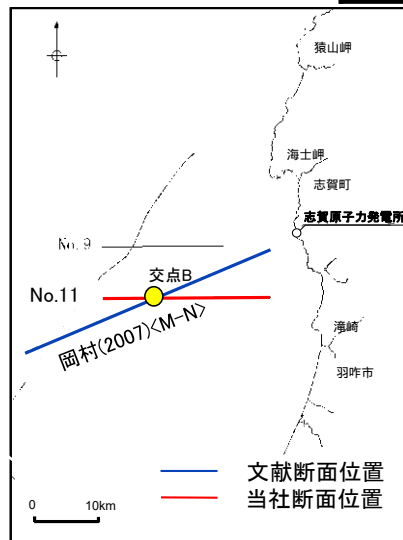 猿山岬
海士岬
志賀町
志賀原子力発電所
No. 9
交点B
No.11
岡村(2007)<M-N>
滝崎
羽咋市
文献断面位置
当社断面位置
0 10km